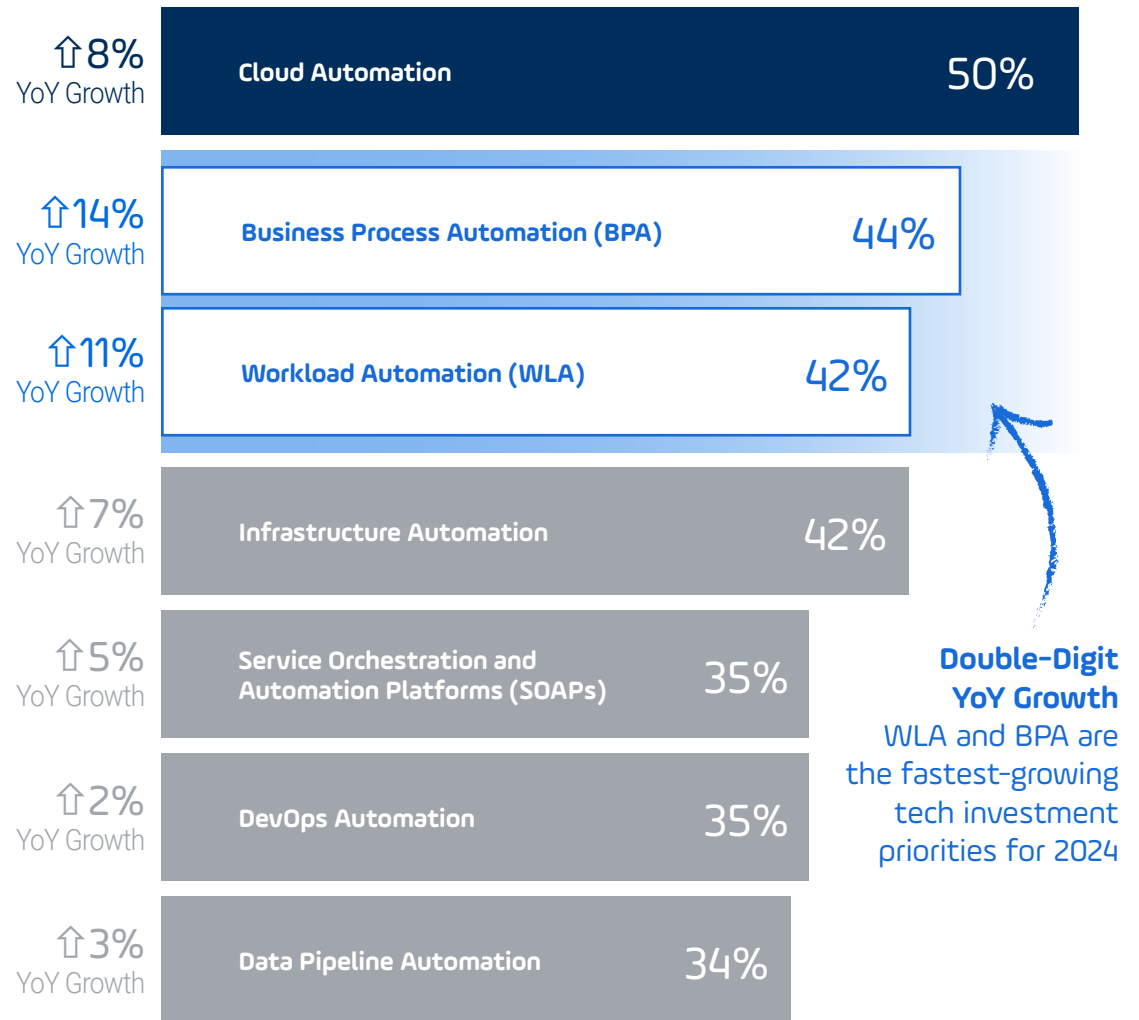 ⇧8%
YoY Growth
Cloud Automation
50%
⇧14%
YoY Growth
Business Process Automation (BPA)
44%
⇧11%
YoY Growth
Workload Automation (WLA)
42%
⇧7%
YoY Growth
Infrastructure Automation
42%
⇧5%
YoY Growth
Service Orchestration and
Automation Platforms (SOAPs)
35%
⇧2%
YoY Growth
DevOps Automation
35%
⇧3%
YoY Growth
Data Pipeline Automation
34%
Double-Digit
YoY Growth
WLA and BPA are
the fastest-growing
tech investment
priorities for 2024